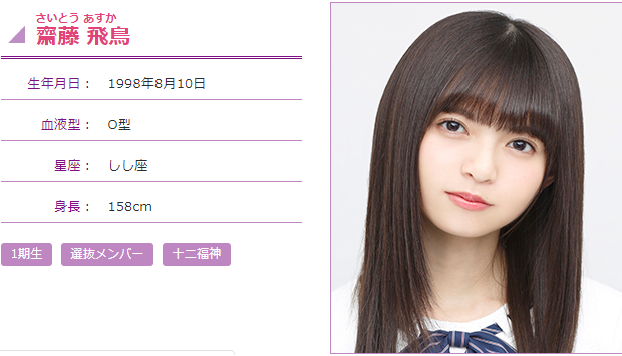 さいとう あすか
齋藤 飛鳥
生年月日： 1998年8月10日
血液型： O型
星座： しし座
身長： 158cm
1期生 選抜メンバー 十二福神